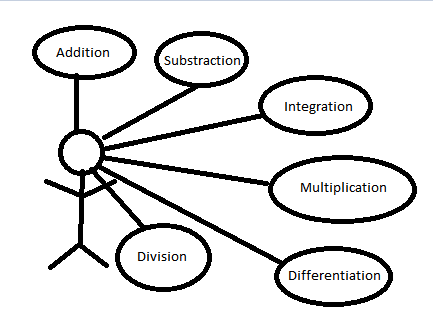 Addition
Substraction
Integration
Multiplication
Division
Differentiation